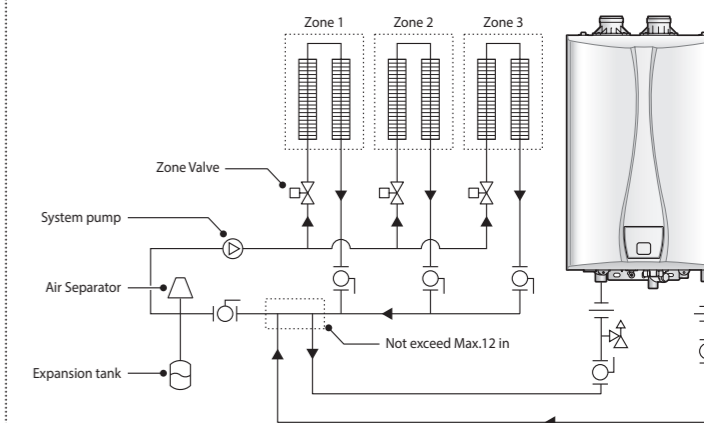 Zone 1
Zone 2
Zone 3
Zone Valve
System pump
Air Separator
Not exceed Max.12 in
Expansion tank